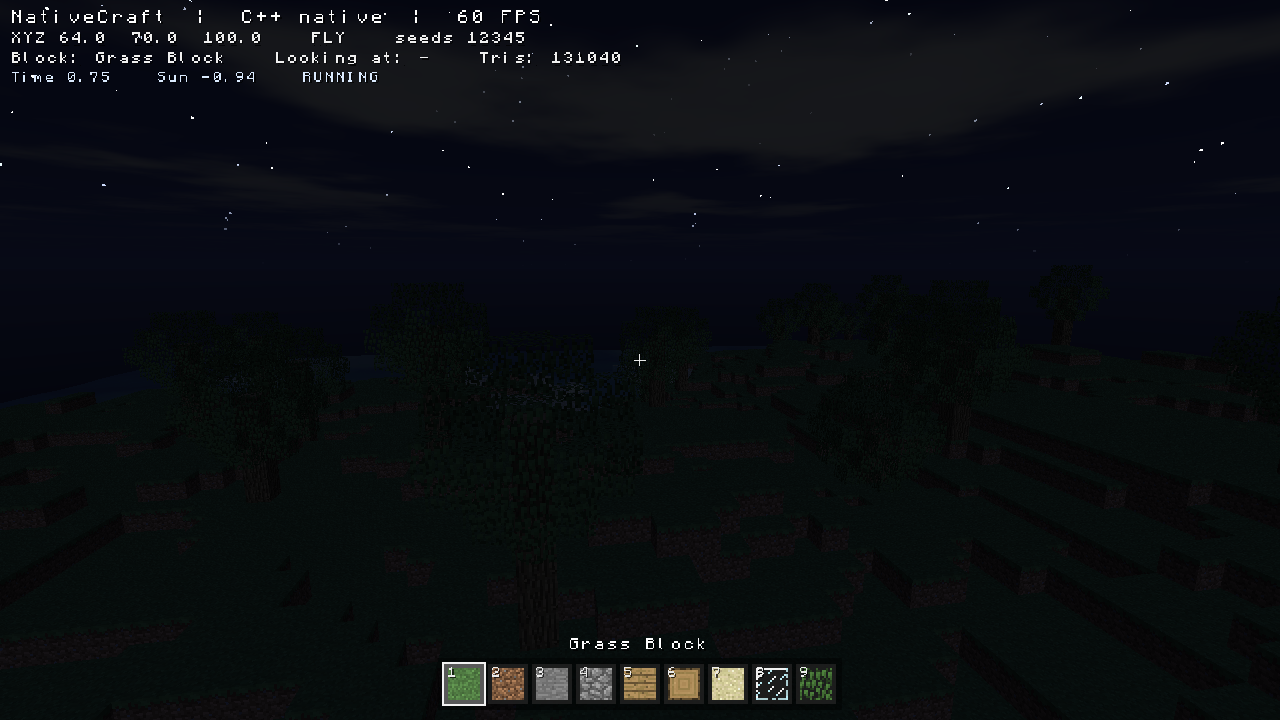 NativeCraft | C++ native | 60 FPS
XYZ 64.0 70.0 100.0 FLY seeds 12345
Block: Grass Block Looking at: - Tris: 131040
Time 0.75 Sun -0.94 RUNNING
Grass Block
1 2 3 4 5 6 7 8 9